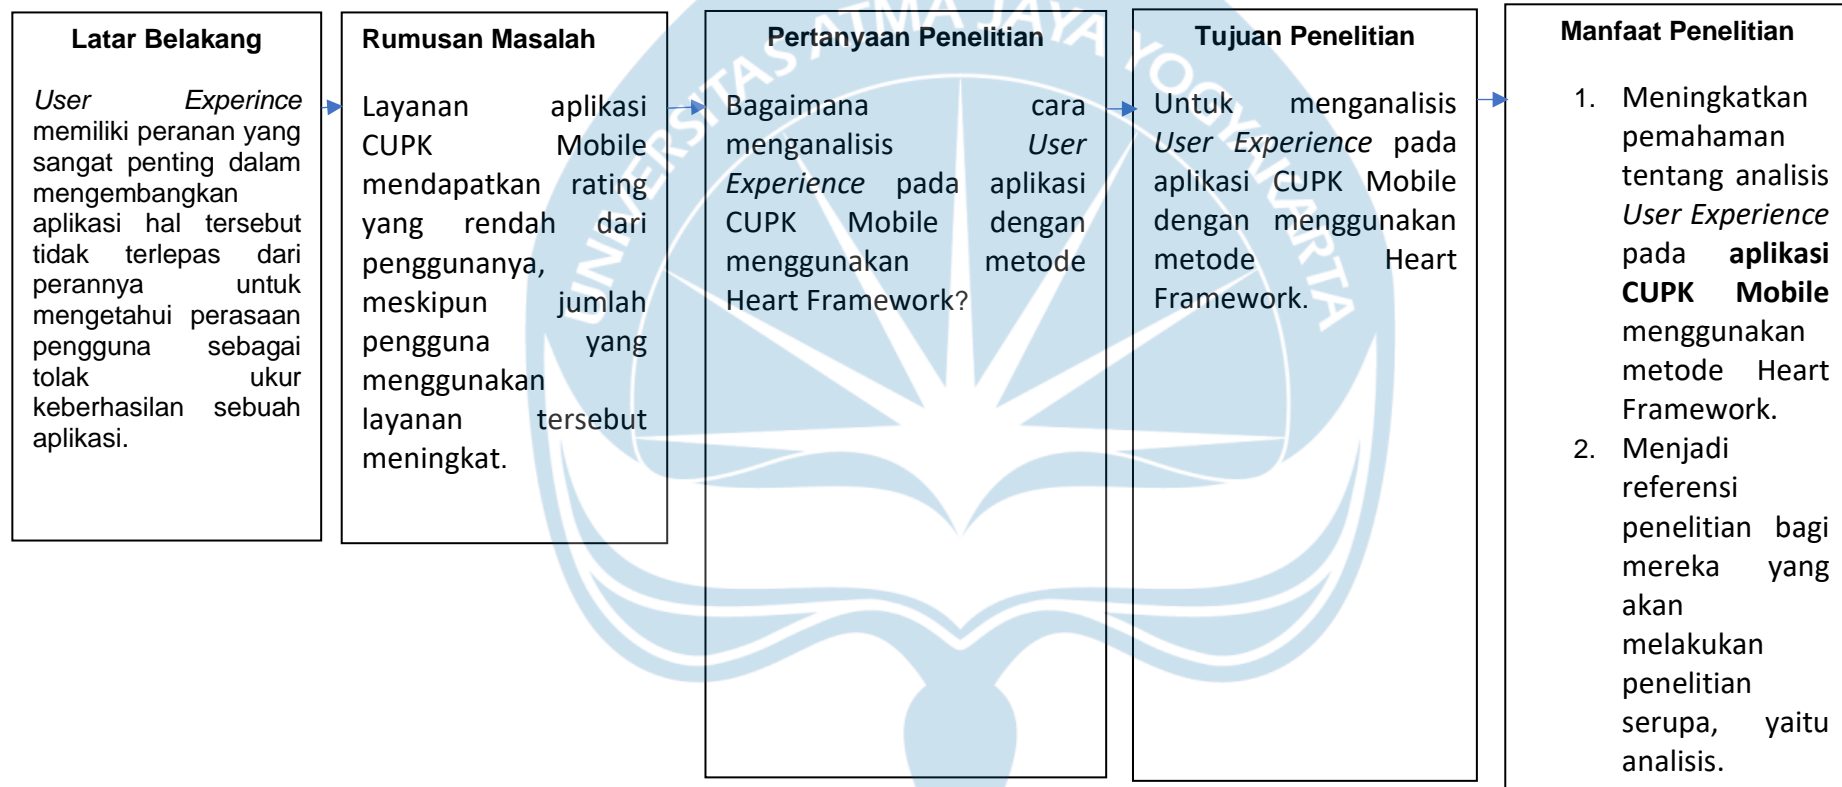 Latar Belakang
User Experince
memiliki peranan yang
sangat penting dalam
mengembangkan
aplikasi hal tersebut
tidak terlepas dari
perannya untuk
mengetahui perasaan
pengguna sebagai
tolak ukur
keberhasilan sebuah
aplikasi.
Rumusan Masalah
Layanan aplikasi
CUPK Mobile
mendapatkan rating
yang rendah dari
penggunanya,
meskipun jumlah
pengguna yang
menggunakan
layanan tersebut
meningkat.
Pertanyaan Penelitian
Bagaimana cara
menganalisis User
Experience pada aplikasi
CUPK Mobile dengan
menggunakan metode
Heart Framework?
Tujuan Penelitian
Untuk menganalisis
User Experience pada
aplikasi CUPK Mobile
dengan menggunakan
metode Heart
Framework.
Manfaat Penelitian
1. Meningkatkan
pemahaman
tentang analisis
User Experience
pada aplikasi
CUPK Mobile
menggunakan
metode Heart
Framework.
2. Menjadi
referensi
penelitian bagi
mereka yang
akan
melakukan
penelitian
serupa, yaitu
analisis.
UNIVERSITAS ATMA JAYA YOGYAKARTA